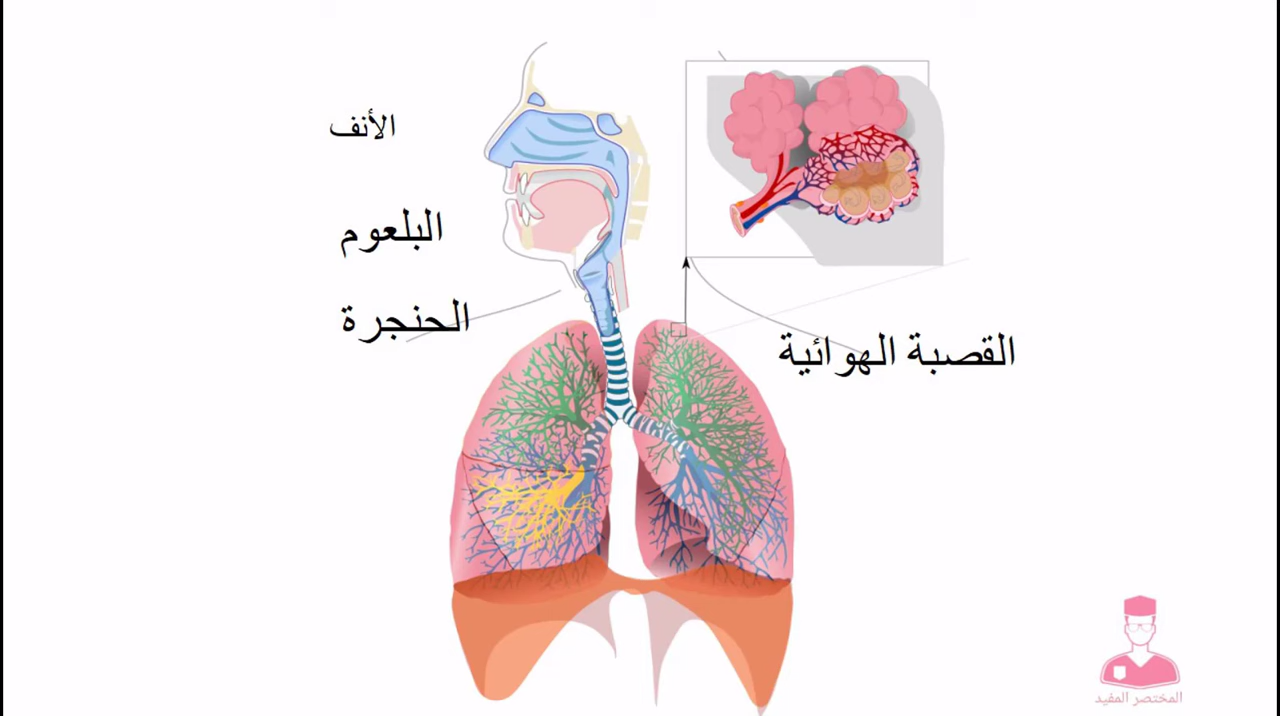 الأنف
البلعوم
الحنجرة
القصبة الهوائية
المختصر المفيد